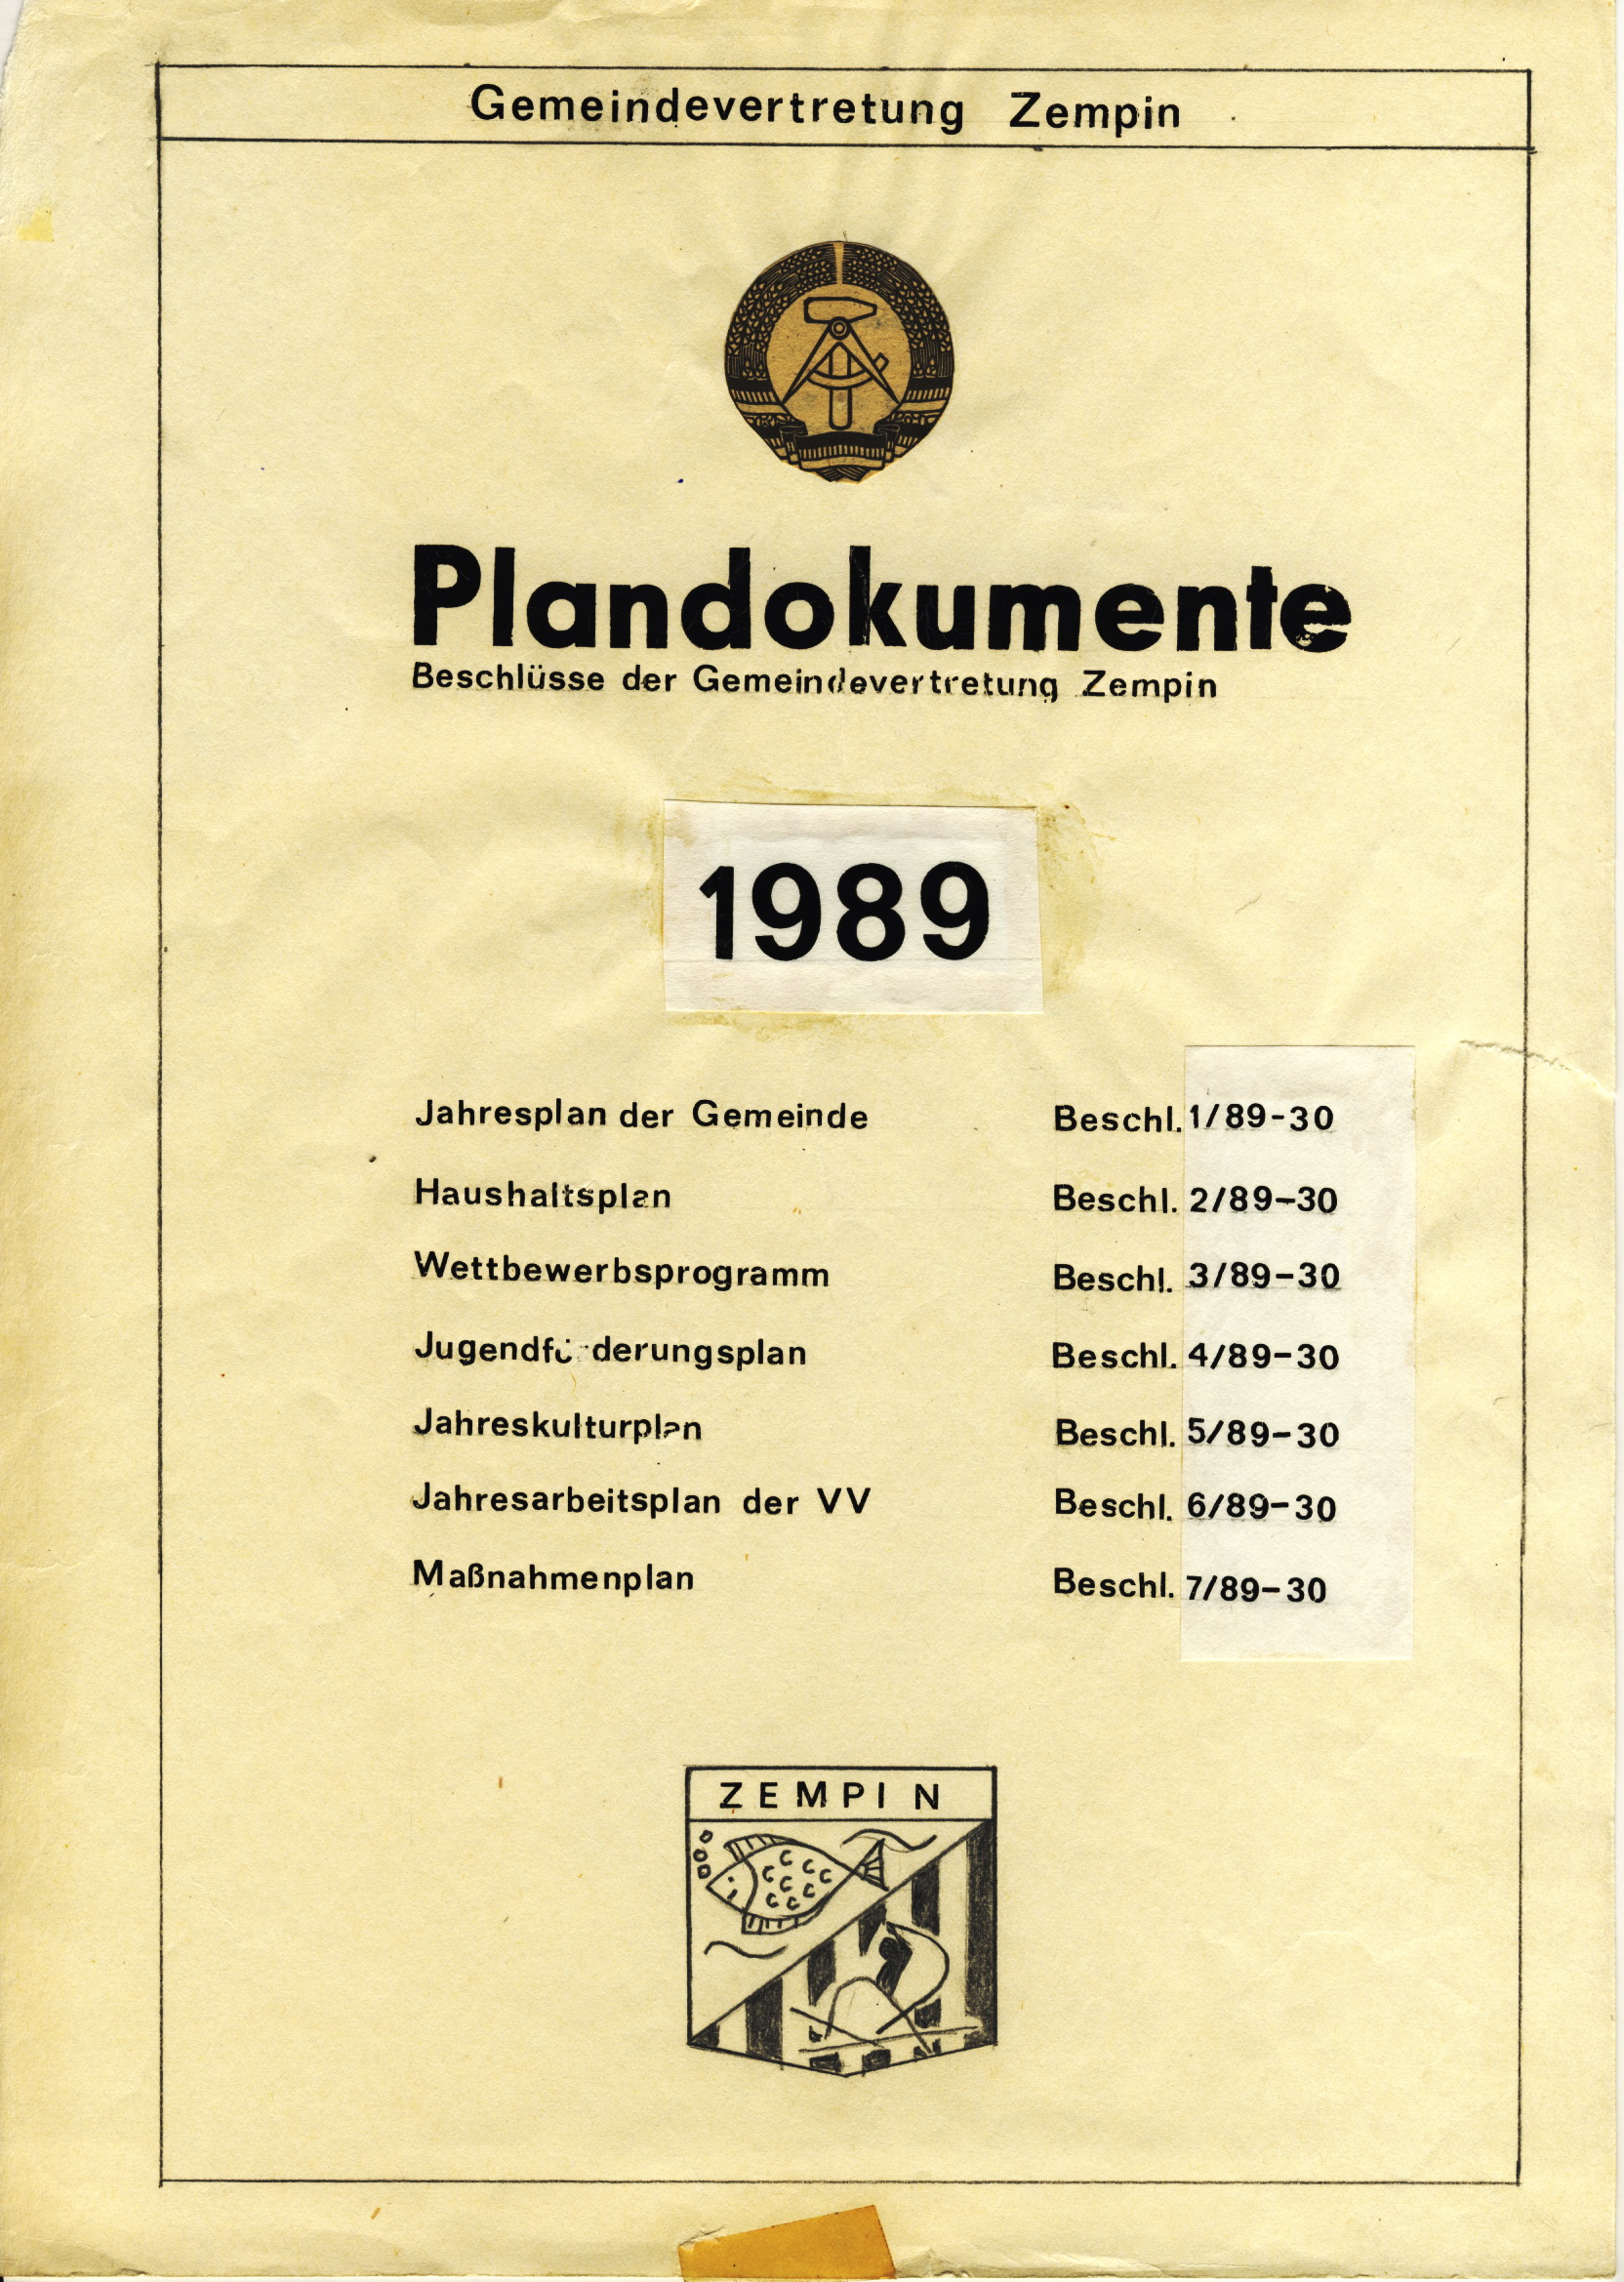 Gemeindevertretung Zempin
Plandokumente
Beschlüsse der Gemeindevertretung Zempin
1989
Jahresplan der Gemeinde Beschl. 1/89-30
Haushaltsplan Beschl. 2/89-30
Wettbewerbsprogramm Beschl. 3/89-30
Jugendförderungsplan Beschl. 4/89-30
Jahreskulturplan Beschl. 5/89-30
Jahresarbeitsplan der VV Beschl. 6/89-30
Maßnahmenplan Beschl. 7/89-30
ZEMPIN